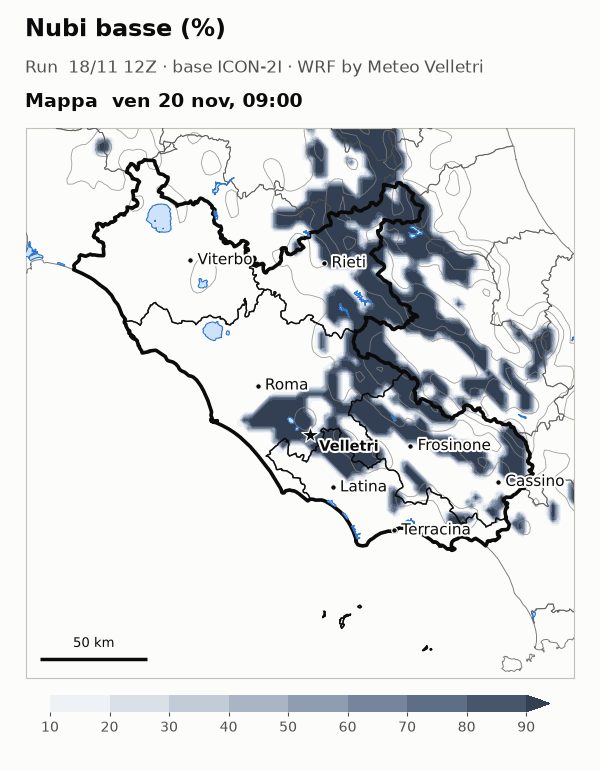 Nubi basse (%)
Run  18/11 12Z · base ICON-2I · WRF by Meteo Velletri
Mappa  ven 20 nov, 09:00
Viterbo
Rieti
Roma
Velletri
Frosinone
Cassino
Latina
Terracina
50 km
10 20 30 40 50 60 70 80 90